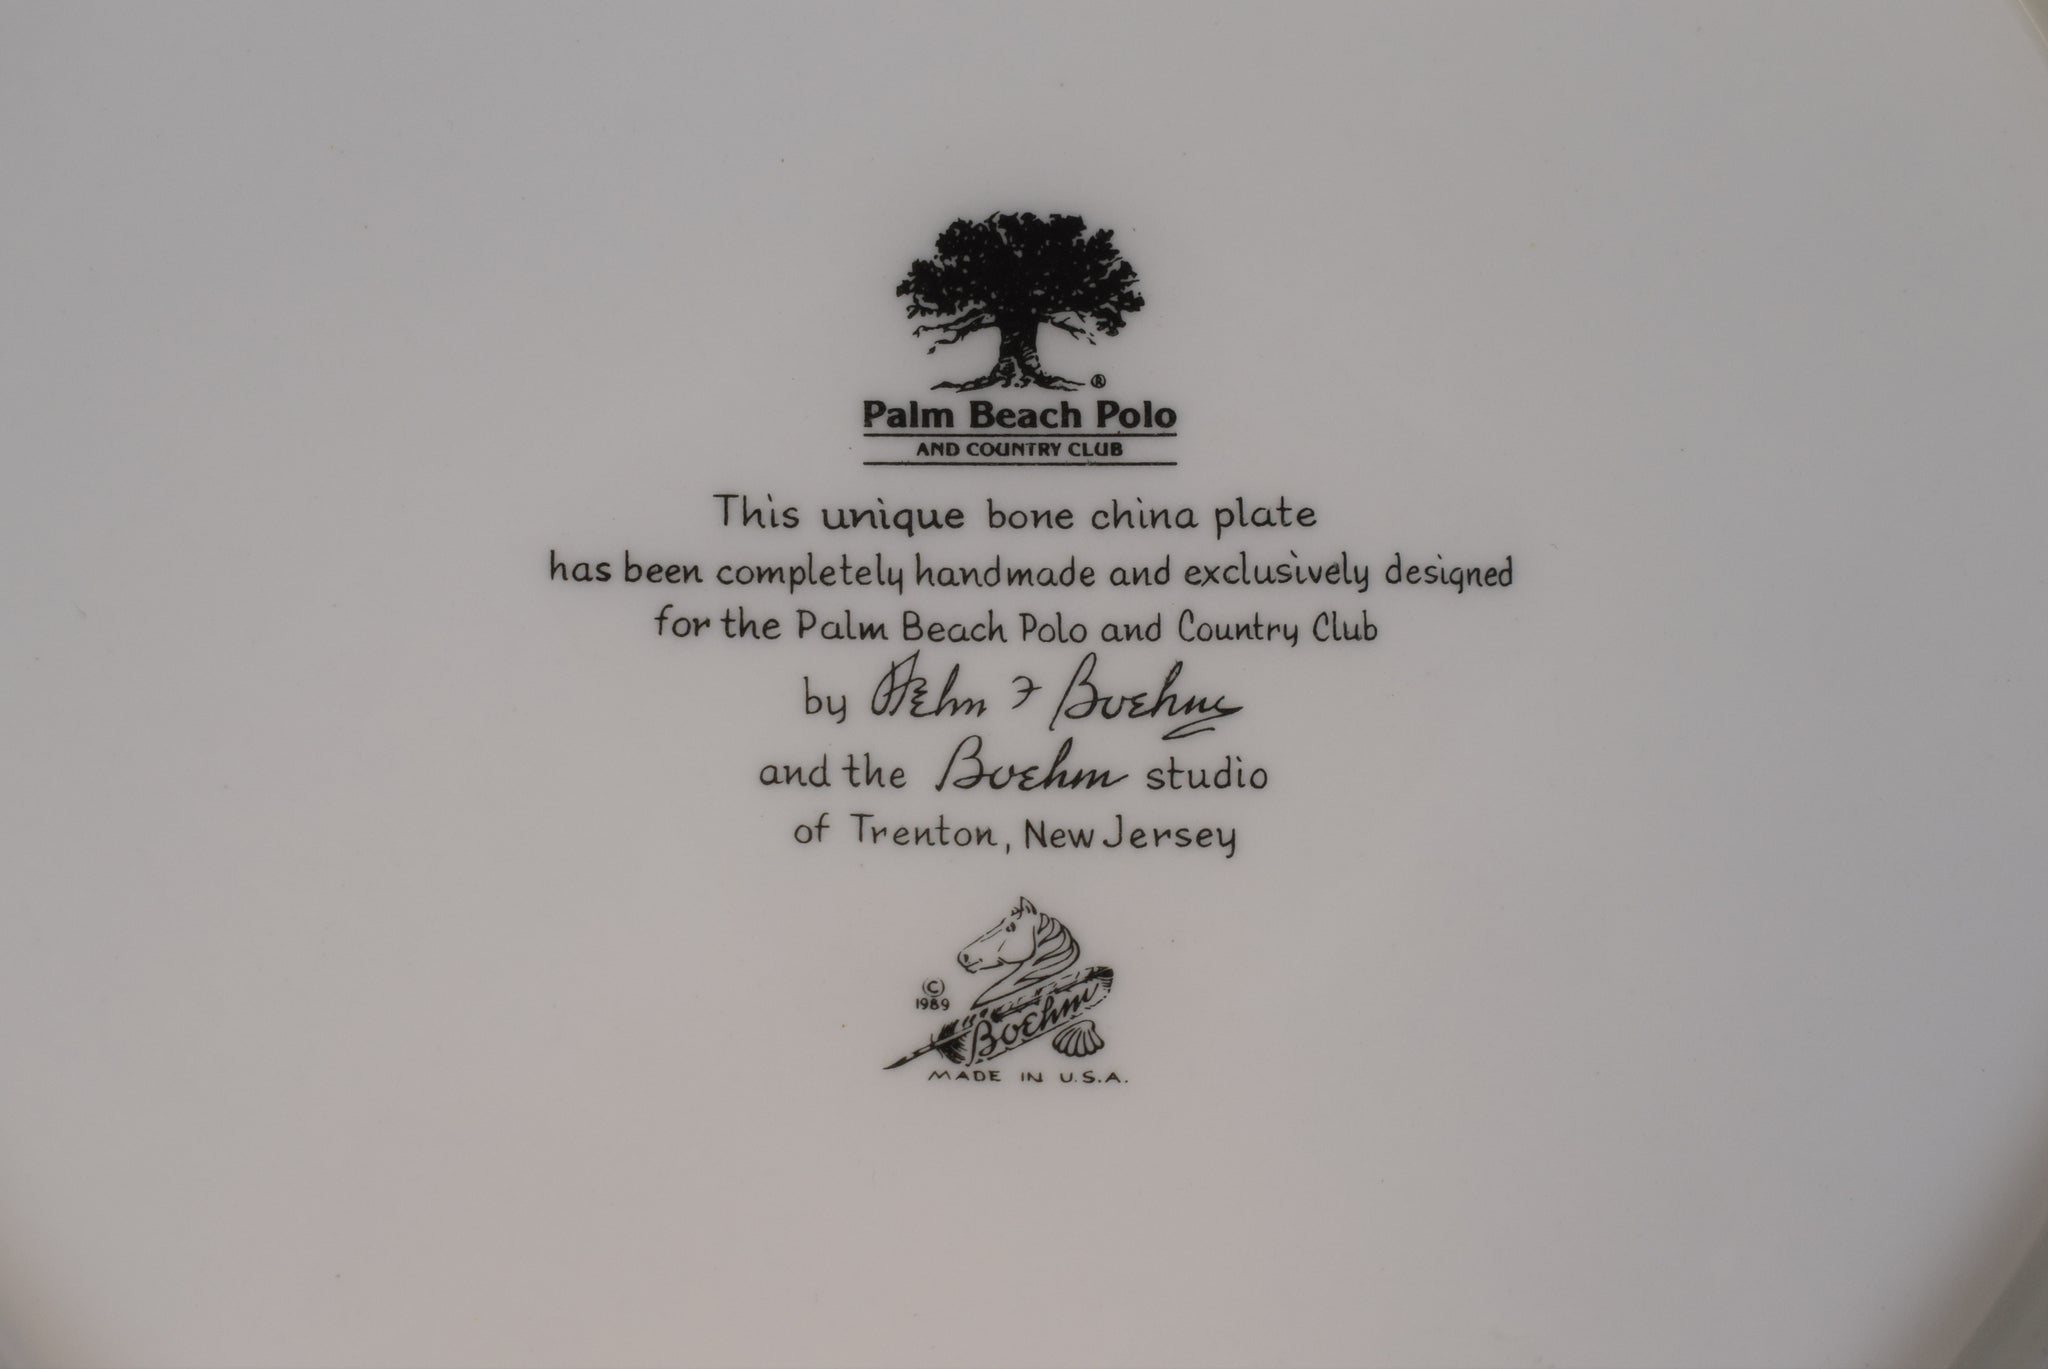 ®
Palm Beach Polo
AND COUNTRY CLUB
This unique bone china plate
has been completely handmade and exclusively designed
for the Palm Beach Polo and Country Club
by Helen F Boehm
and the Boehm studio
of Trenton, New Jersey
©
1989
Boehm
MADE IN U.S.A.